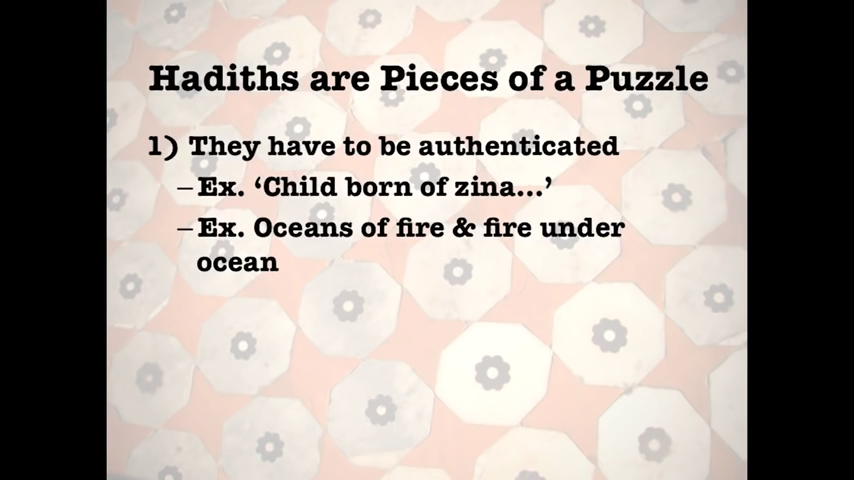 Hadiths are Pieces of a Puzzle
1) They have to be authenticated
–Ex. ‘Child born of zina...’
–Ex. Oceans of fire & fire under
ocean